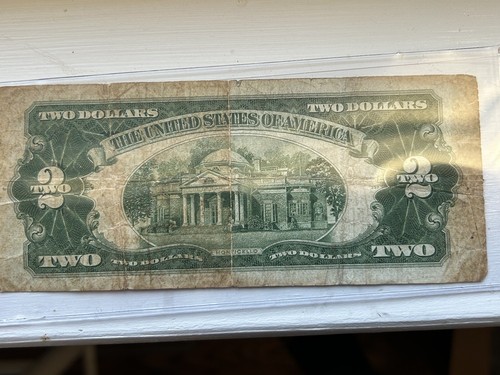 TWO DOLLARS TWO DOLLARS
THE UNITED STATES OF AMERICA
2 2
TWO TWO
MONTICELLO
TWO TWO DOLLARS TWO DOLLARS TWO